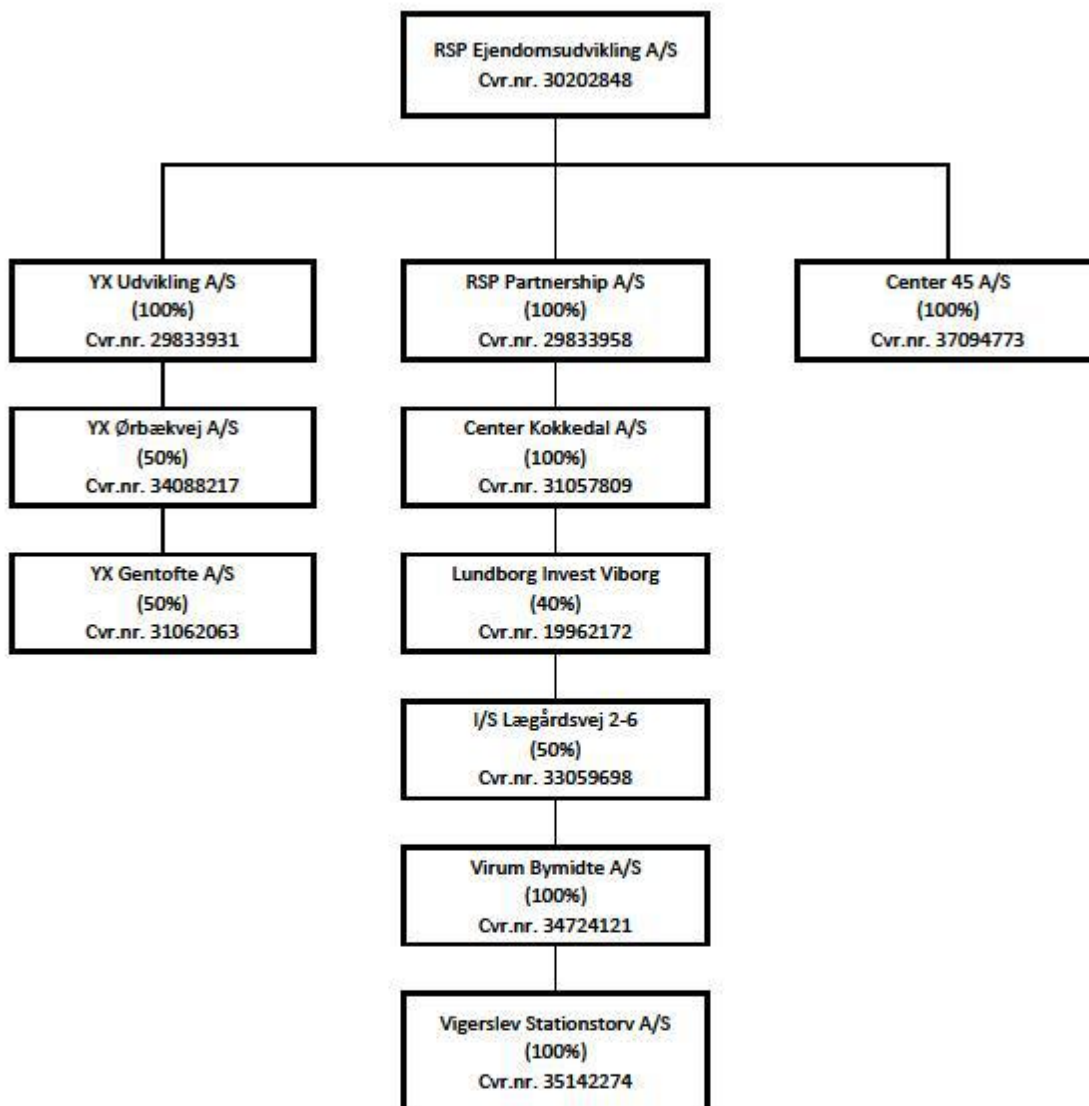 RSP Ejendomsudvikling A/S
Cvr.nr. 30202848
YX Udvikling A/S
(100%)
Cvr.nr. 29833931
RSP Partnership A/S
(100%)
Cvr.nr. 29833958
Center 45 A/S
(100%)
Cvr.nr. 37094773
YX Ørbækvej A/S
(50%)
Cvr.nr. 34088217
Center Kokkedal A/S
(100%)
Cvr.nr. 31057809
YX Gentofte A/S
(50%)
Cvr.nr. 31062063
Lundborg Invest Viborg
(40%)
Cvr.nr. 19962172
I/S Lægårdsvej 2-6
(50%)
Cvr.nr. 33059698
Virum Bymidte A/S
(100%)
Cvr.nr. 34724121
Vigerslev Stationstorv A/S
(100%)
Cvr.nr. 35142274